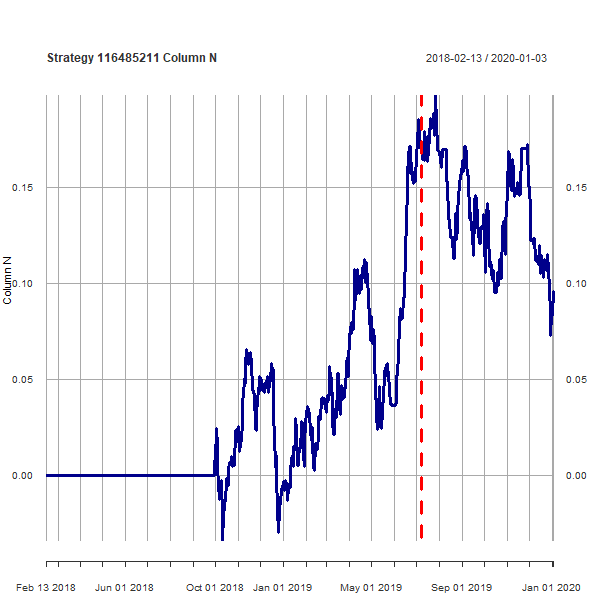 Strategy 116485211 Column N
2018-02-13 / 2020-01-03
Column N
0.15
0.10
0.05
0.00
0.15
0.10
0.05
0.00
Feb 13 2018
Jun 01 2018
Oct 01 2018
Jan 01 2019
May 01 2019
Sep 01 2019
Jan 01 2020